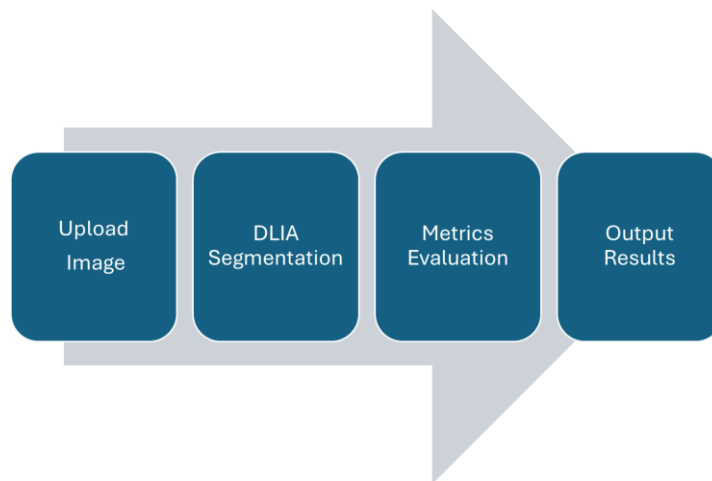 Upload
Image
DLIA
Segmentation
Metrics
Evaluation
Output
Results